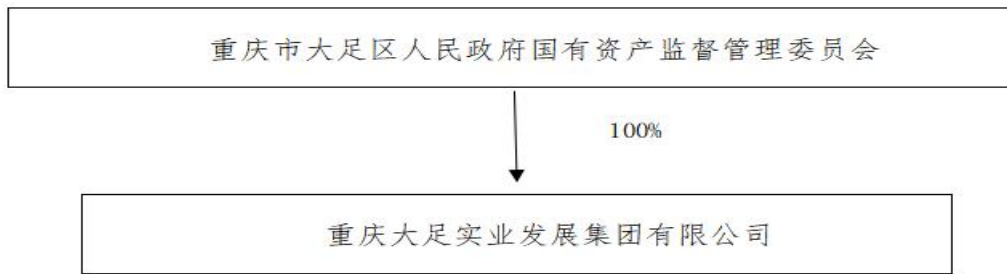 重庆市大足区人民政府国有资产监督管理委员会
100%
重庆大足实业发展集团有限公司